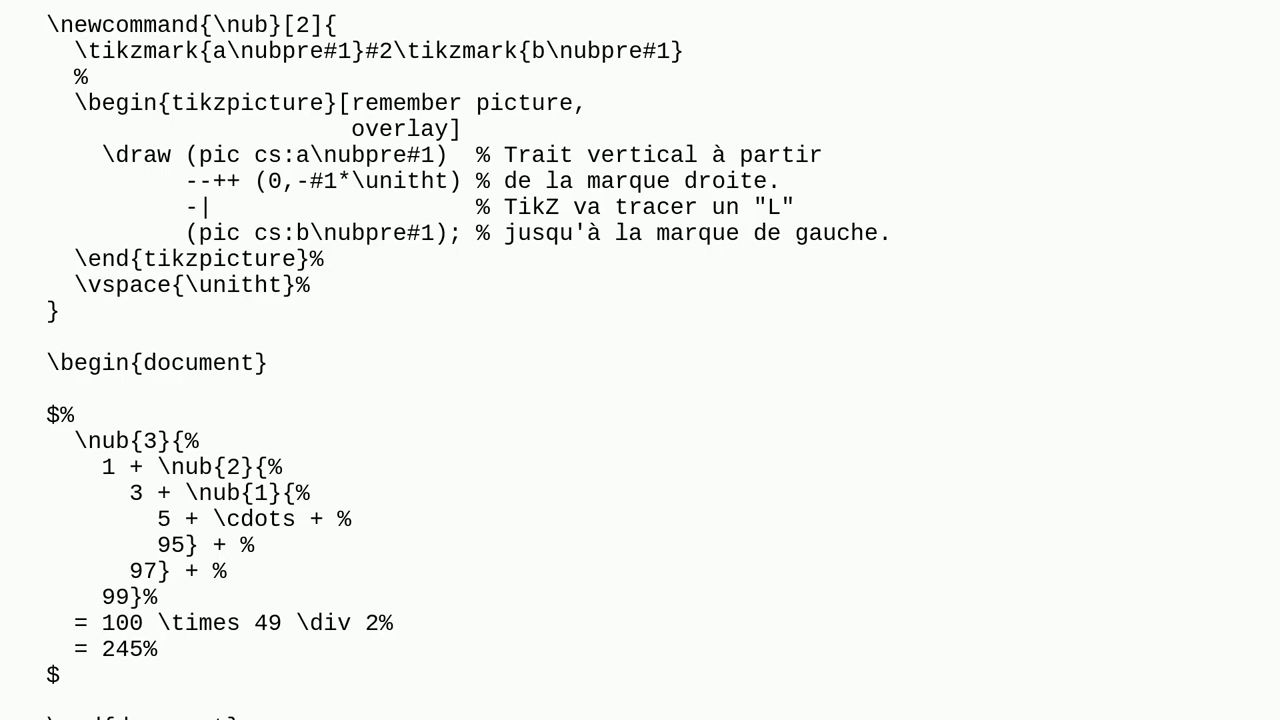 \newcommand{\nub}[2]{
  \tikzmark{a\nubpre#1}#2\tikzmark{b\nubpre#1}
  %
  \begin{tikzpicture}[remember picture,
                      overlay]
    \draw (pic cs:a\nubpre#1)  % Trait vertical à partir
          --++ (0,-#1*\unitht) % de la marque droite.
          -|                   % TikZ va tracer un "L"
          (pic cs:b\nubpre#1); % jusqu'à la marque de gauche.
  \end{tikzpicture}%
  \vspace{\unitht}%
}

\begin{document}

$%
  \nub{3}{%
    1 + \nub{2}{%
      3 + \nub{1}{%
        5 + \cdots + %
        95} + %
      97} + %
    99}%
  = 100 \times 49 \div 2%
  = 245%
$